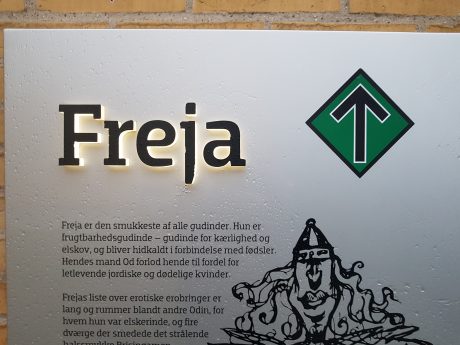 Freja
Freja er den smukkeste af alle gudinder. Hun er
frugtbarhedsgudinde – gudinde for kærlighed og
elskov, og bliver hidkaldt i forbindelse med fødsler.
Hendes mand Od forlod hende til fordel for
letlevende jordiske og dødelige kvinder.
Frejas liste over erotiske erobringer er
lang og rummer blandt andre Odin, for
hvem hun var elskerinde, og fire
dværge der smedede det strålende
halssmykke Brisingamen